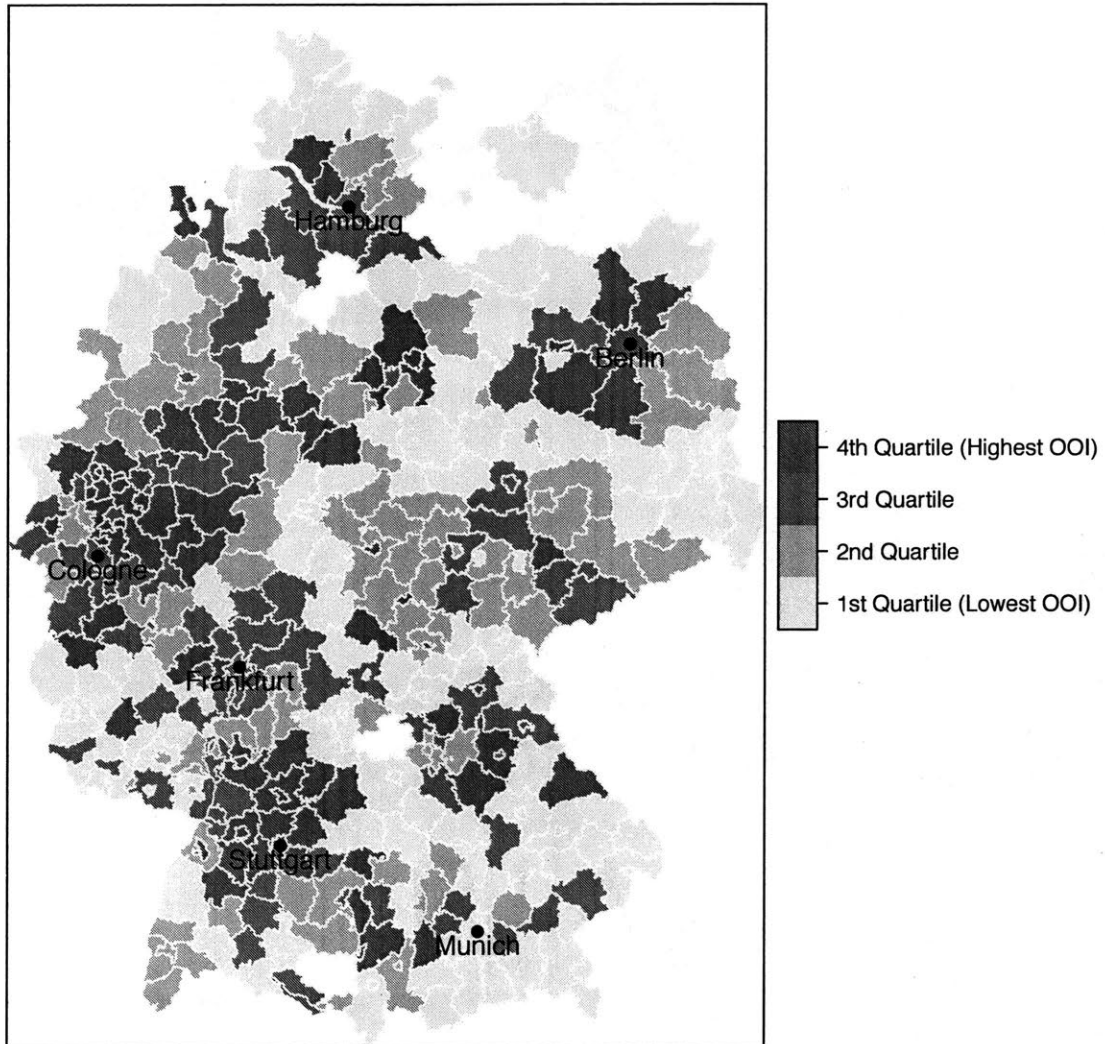 Hamburg
Berlin
Cologne
Frankfurt
Stuttgart
Munich
4th Quartile (Highest OOI)
3rd Quartile
2nd Quartile
1st Quartile (Lowest OOI)